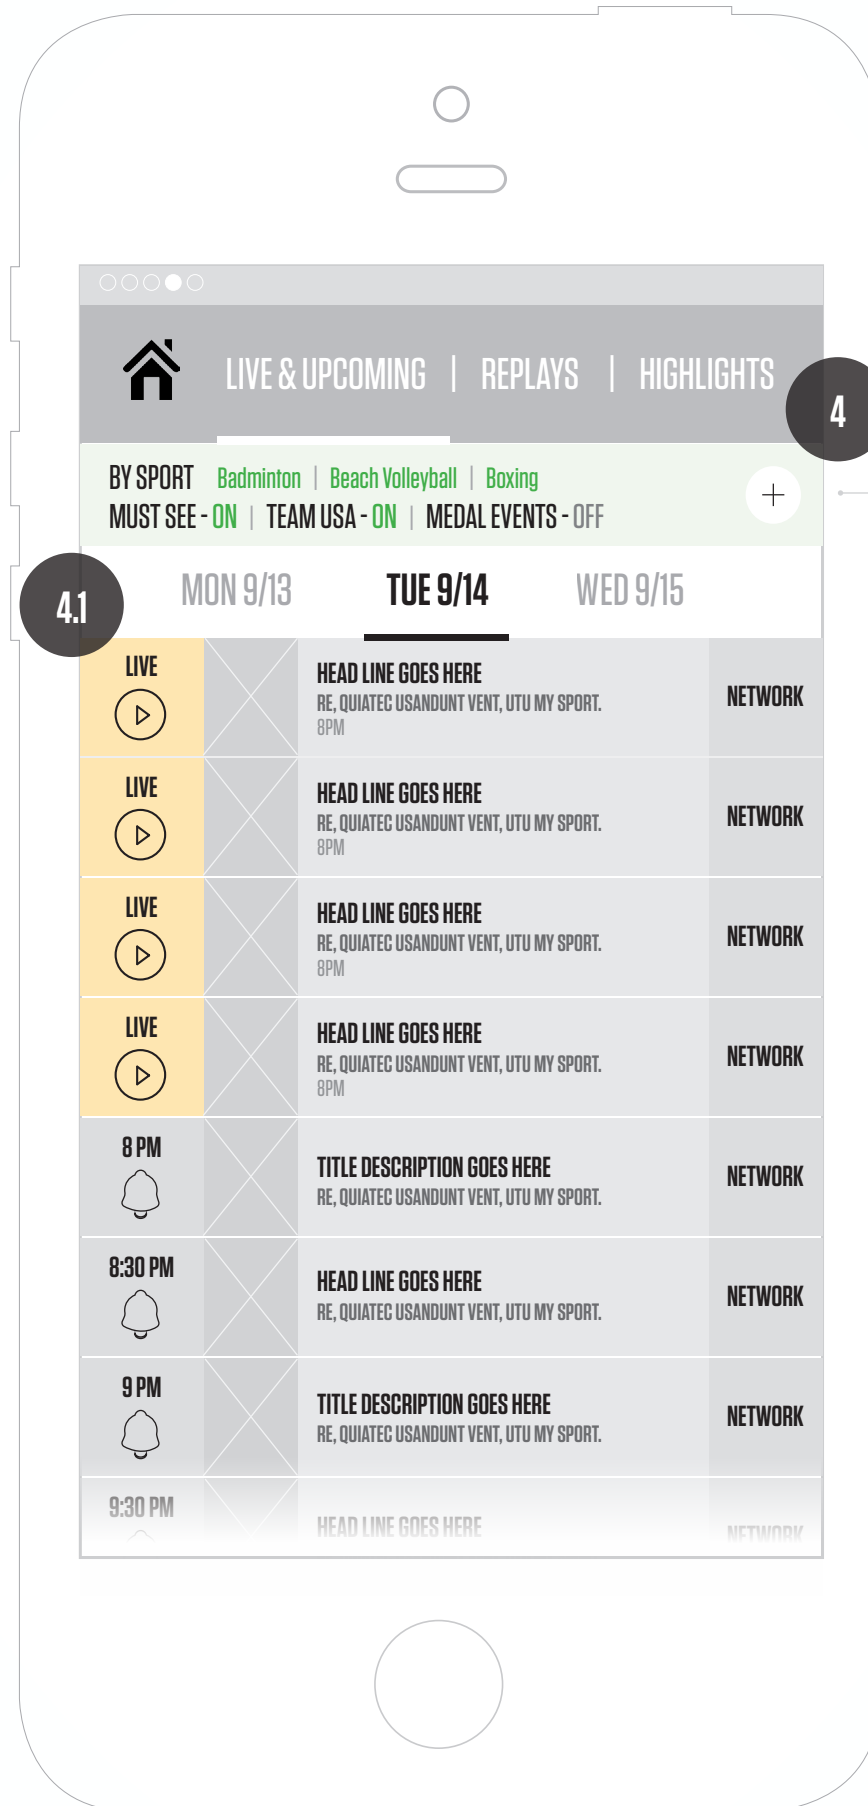 LIVE & UPCOMING | REPLAYS | HIGHLIGHTS
4
BY SPORT Badminton | Beach Volleyball | Boxing
MUST SEE - ON | TEAM USA - ON | MEDAL EVENTS - OFF
4.1
MON 9/13 TUE 9/14 WED 9/15
LIVE
HEAD LINE GOES HERE
RE, QUIATEC USANDUNT VENT, UTU MY SPORT.
8PM
NETWORK
LIVE
HEAD LINE GOES HERE
RE, QUIATEC USANDUNT VENT, UTU MY SPORT.
8PM
NETWORK
LIVE
HEAD LINE GOES HERE
RE, QUIATEC USANDUNT VENT, UTU MY SPORT.
8PM
NETWORK
LIVE
HEAD LINE GOES HERE
RE, QUIATEC USANDUNT VENT, UTU MY SPORT.
8PM
NETWORK
8 PM
TITLE DESCRIPTION GOES HERE
RE, QUIATEC USANDUNT VENT, UTU MY SPORT.
NETWORK
8:30 PM
HEAD LINE GOES HERE
RE, QUIATEC USANDUNT VENT, UTU MY SPORT.
NETWORK
9 PM
TITLE DESCRIPTION GOES HERE
RE, QUIATEC USANDUNT VENT, UTU MY SPORT.
NETWORK
9:30 PM
HEAD LINE GOES HERE
NETWORK